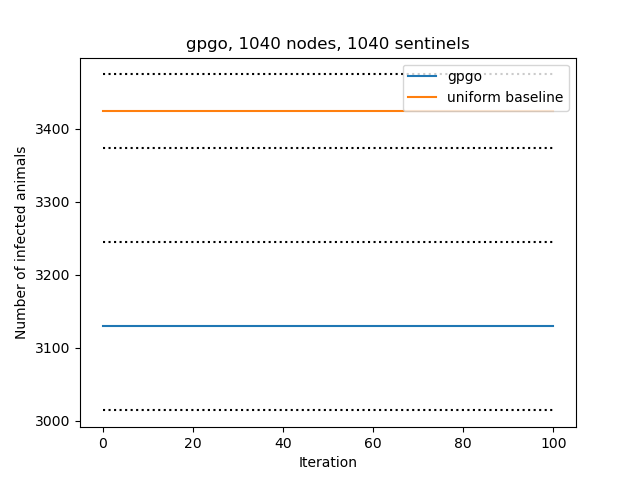 gpgo, 1040 nodes, 1040 sentinels
gpgo
uniform baseline
Number of infected animals
3400
3300
3200
3100
3000
0 20 40 60 80 100
Iteration